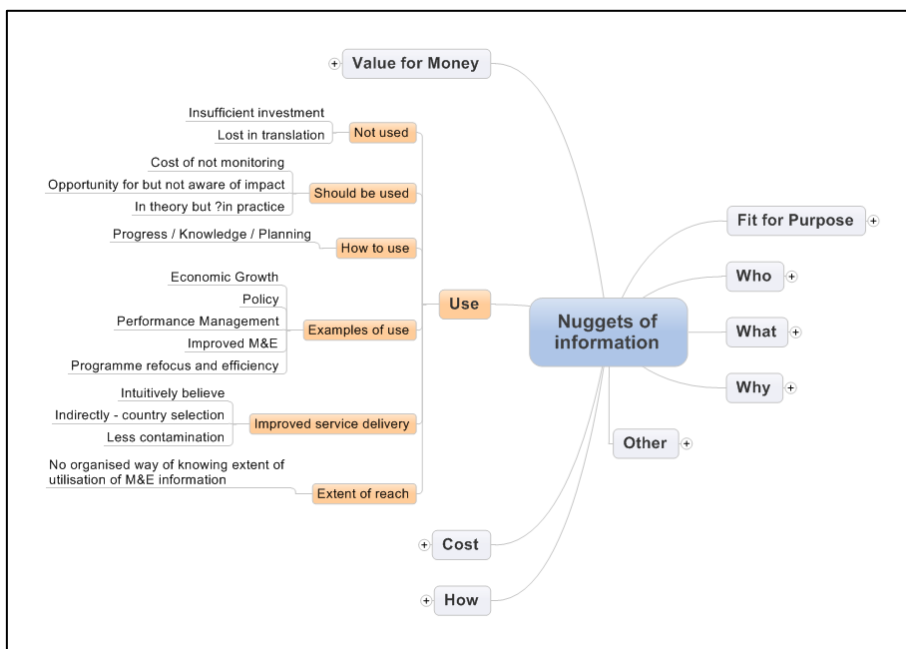 Value for Money
Insufficient investment
Lost in translation
Not used
Cost of not monitoring
Opportunity for but not aware of impact
In theory but ?in practice
Should be used
Progress / Knowledge / Planning
How to use
Economic Growth
Policy
Performance Management
Improved M&E
Programme refocus and efficiency
Examples of use
Intuitively believe
Indirectly - country selection
Less contamination
Improved service delivery
No organised way of knowing extent of
utilisation of M&E information
Extent of reach
Use
Nuggets of
information
Fit for Purpose
Who
What
Why
Other
Cost
How